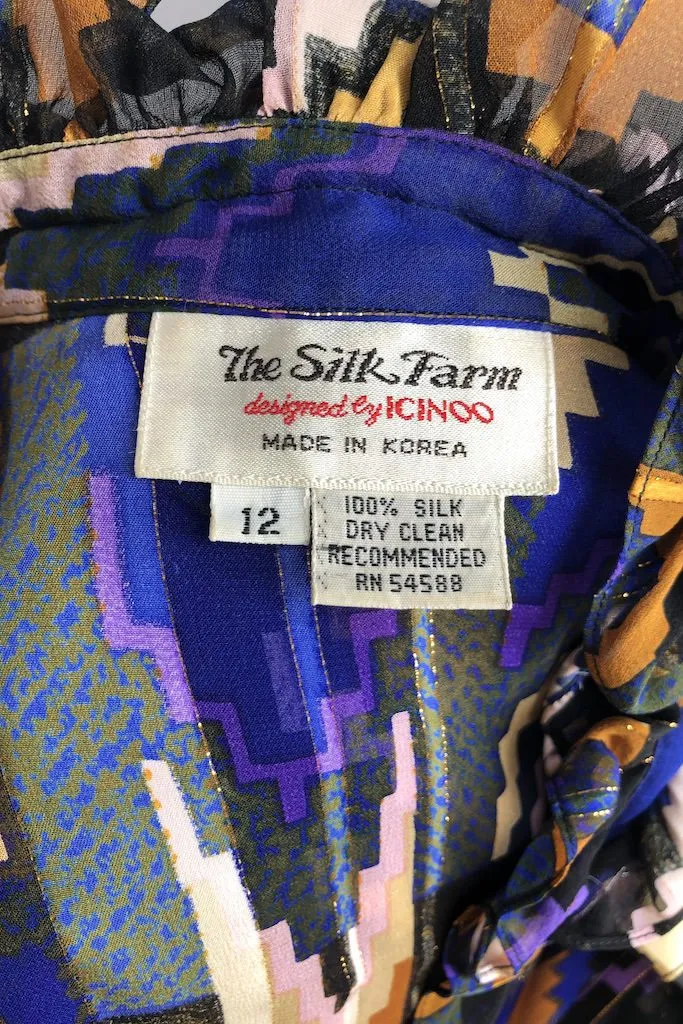 The Silk Farm
designed by ICINOO
MADE IN KOREA
12
100% SILK
DRY CLEAN
RECOMMENDED
RN 54588